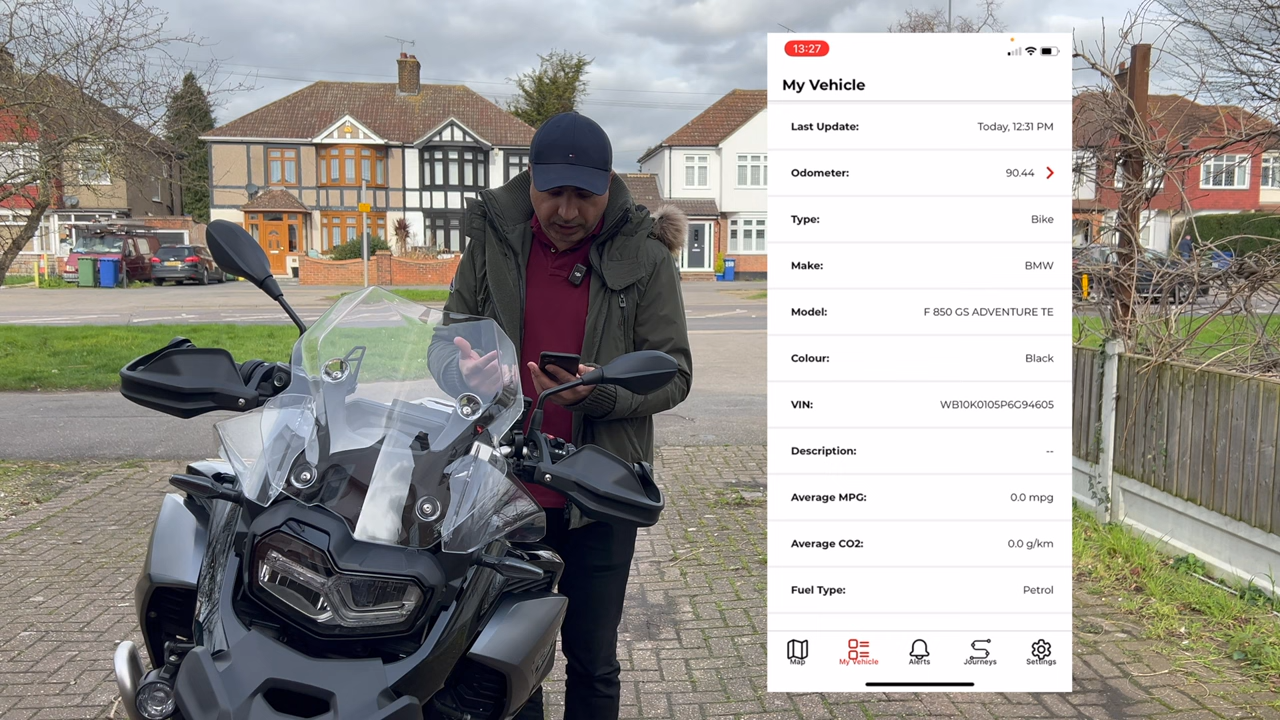 13:27
My Vehicle
Last Update: Today, 12:31 PM
Odometer: 90.44
Type: Bike
Make: BMW
Model: F 850 GS ADVENTURE TE
Colour: Black
VIN: WB10K0105P6G94605
Description: --
Average MPG: 0.0 mpg
Average CO2: 0.0 g/km
Fuel Type: Petrol
Map My Vehicle Alerts Journeys Settings